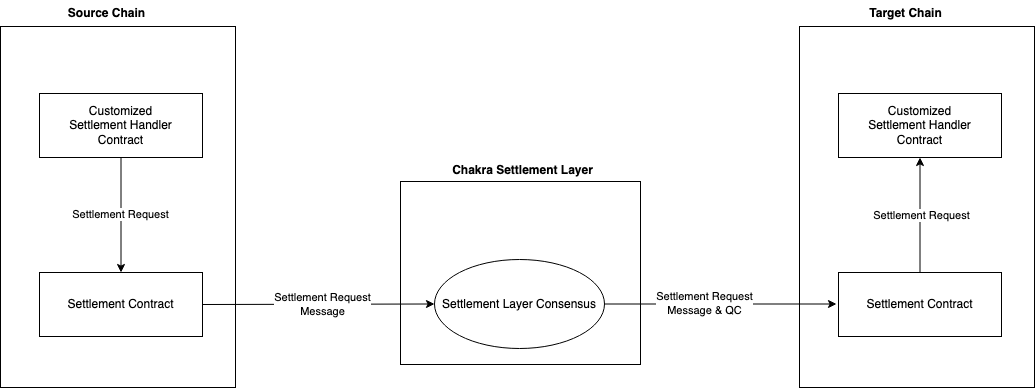 Source Chain
Customized
Settlement Handler
Contract
Settlement Request
Settlement Contract
Settlement Request
Message
Chakra Settlement Layer
Settlement Layer Consensus
Settlement Request
Message & QC
Target Chain
Customized
Settlement Handler
Contract
Settlement Request
Settlement Contract